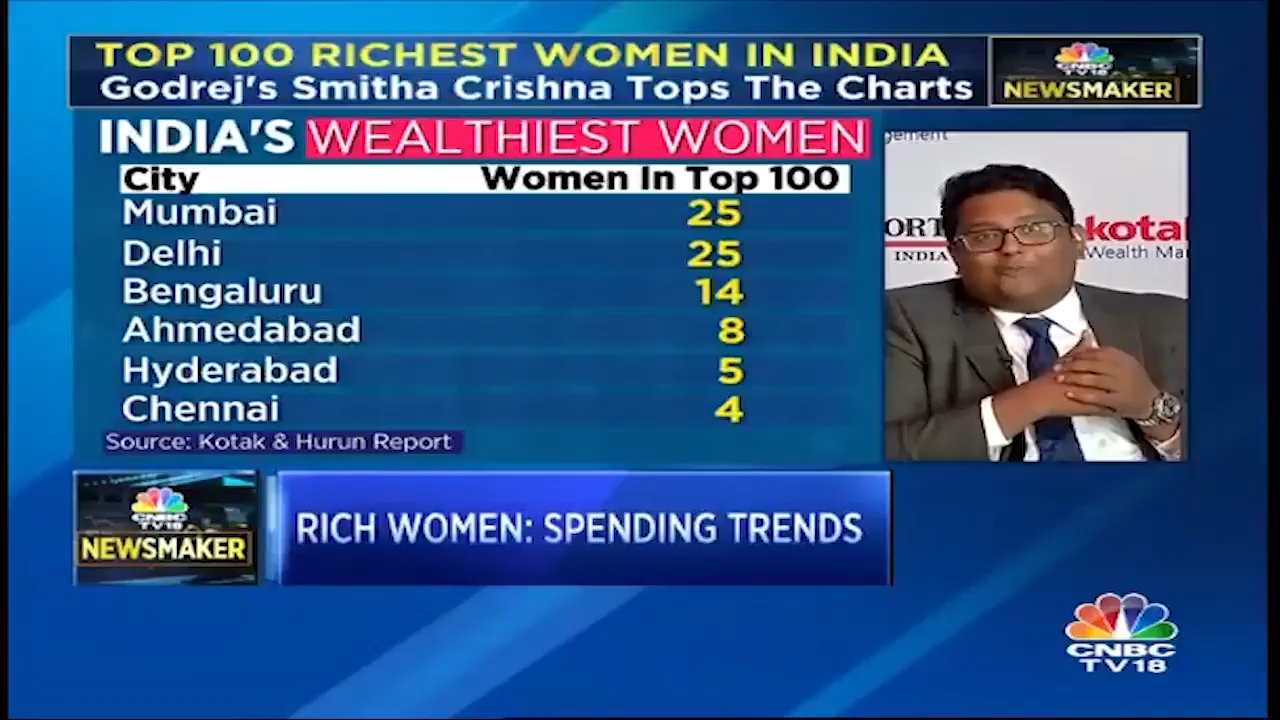 TOP 100 RICHEST WOMEN IN INDIA
Godrej's Smitha Crishna Tops The Charts
CNBC
TV18
NEWSMAKER
INDIA'S WEALTHIEST WOMEN
City Women In Top 100
Mumbai 25
Delhi 25
Bengaluru 14
Ahmedabad 8
Hyderabad 5
Chennai 4
Source: Kotak & Hurun Report
gement
ORT
INDIA
kotak
Wealth Ma
CNBC
TV18
NEWSMAKER
RICH WOMEN: SPENDING TRENDS
CNBC
TV18